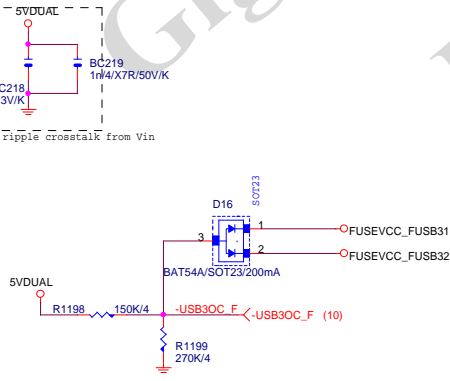 5VDUAL
BC219
1n/4/X7R/50V/K
C218
3V/K
ripple crosstalk from Vin
SOT23
D16
3
1
FUSEVCC_FUSB31
2
FUSEVCC_FUSB32
BAT54A/SOT23/200mA
5VDUAL
R1198
150K/4
-USB3OC_F
-USB3OC_F (10)
R1199
270K/4